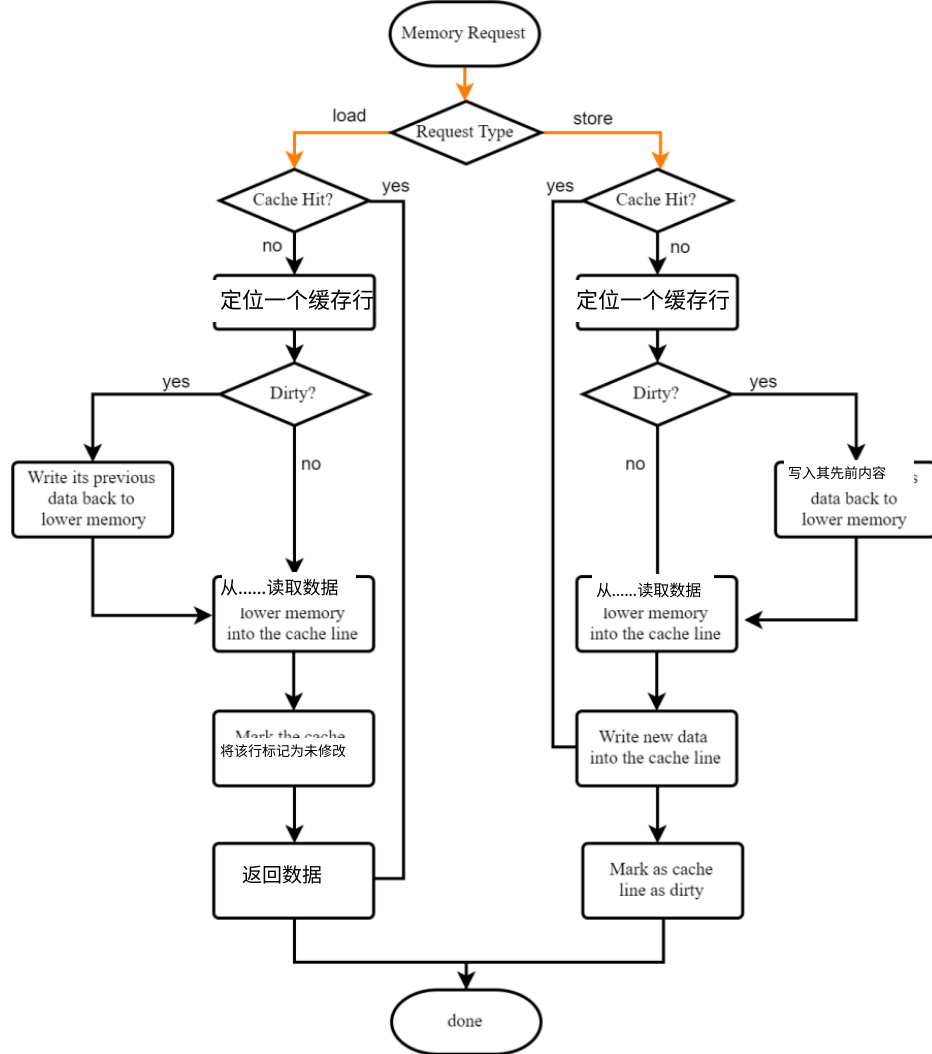 Memory Request
Request Type
load
store
Cache Hit?
yes
yes
Cache Hit?
no
no
定位一个缓存行
定位一个缓存行
Dirty?
yes
Dirty?
yes
no
no
Write its previous
data back to
lower memory
写入其先前内容
data back to
lower memory
从......读取数据
lower memory
into the cache line
从......读取数据
lower memory
into the cache line
Mark the cache
将该行标记为未修改
Write new data
into the cache line
返回数据
Mark as cache
line as dirty
done